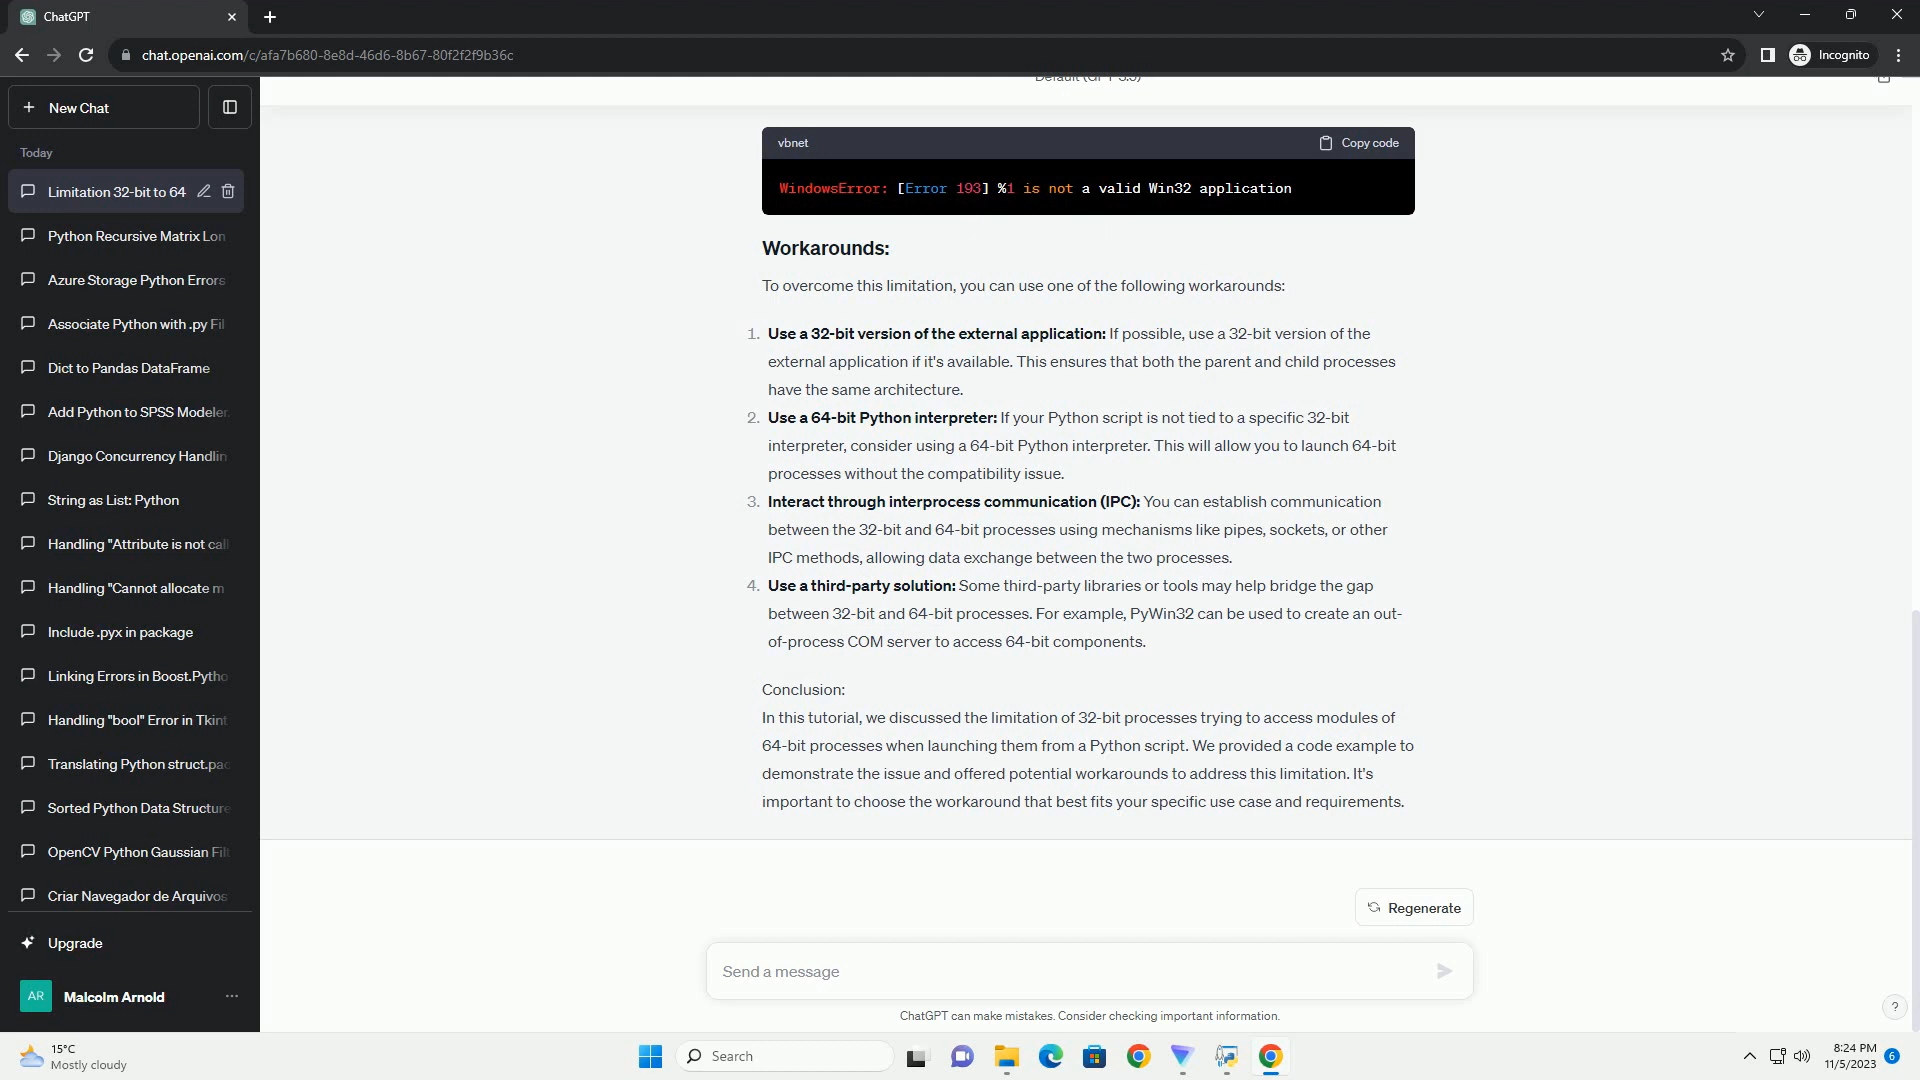 ChatGPT
chat.openai.com/c/afa7b680-8e8d-46d6-8b67-80f2f2f9b36c
Incognito
New Chat
Today
Limitation 32-bit to 64
Python Recursive Matrix Lon
Azure Storage Python Errors
Associate Python with .py Fil
Dict to Pandas DataFrame
Add Python to SPSS Modeler
Django Concurrency Handlin
String as List: Python
Handling "Attribute is not call
Handling "Cannot allocate m
Include .pyx in package
Linking Errors in Boost.Pytho
Handling "bool" Error in Tkint
Translating Python struct.pac
Sorted Python Data Structure
OpenCV Python Gaussian Filt
Criar Navegador de Arquivos
Upgrade
AR
Malcolm Arnold
Default (GPT-3.5)
vbnet
Copy code
WindowsError: [Error 193] %1 is not a valid Win32 application
Workarounds:
To overcome this limitation, you can use one of the following workarounds:
1. Use a 32-bit version of the external application: If possible, use a 32-bit version of the
external application if it's available. This ensures that both the parent and child processes
have the same architecture.
2. Use a 64-bit Python interpreter: If your Python script is not tied to a specific 32-bit
interpreter, consider using a 64-bit Python interpreter. This will allow you to launch 64-bit
processes without the compatibility issue.
3. Interact through interprocess communication (IPC): You can establish communication
between the 32-bit and 64-bit processes using mechanisms like pipes, sockets, or other
IPC methods, allowing data exchange between the two processes.
4. Use a third-party solution: Some third-party libraries or tools may help bridge the gap
between 32-bit and 64-bit processes. For example, PyWin32 can be used to create an out-
of-process COM server to access 64-bit components.
Conclusion:
In this tutorial, we discussed the limitation of 32-bit processes trying to access modules of
64-bit processes when launching them from a Python script. We provided a code example to
demonstrate the issue and offered potential workarounds to address this limitation. It's
important to choose the workaround that best fits your specific use case and requirements.
Regenerate
Send a message
ChatGPT can make mistakes. Consider checking important information.
?
15°C
Mostly cloudy
Search
8:24 PM
11/5/2023
6